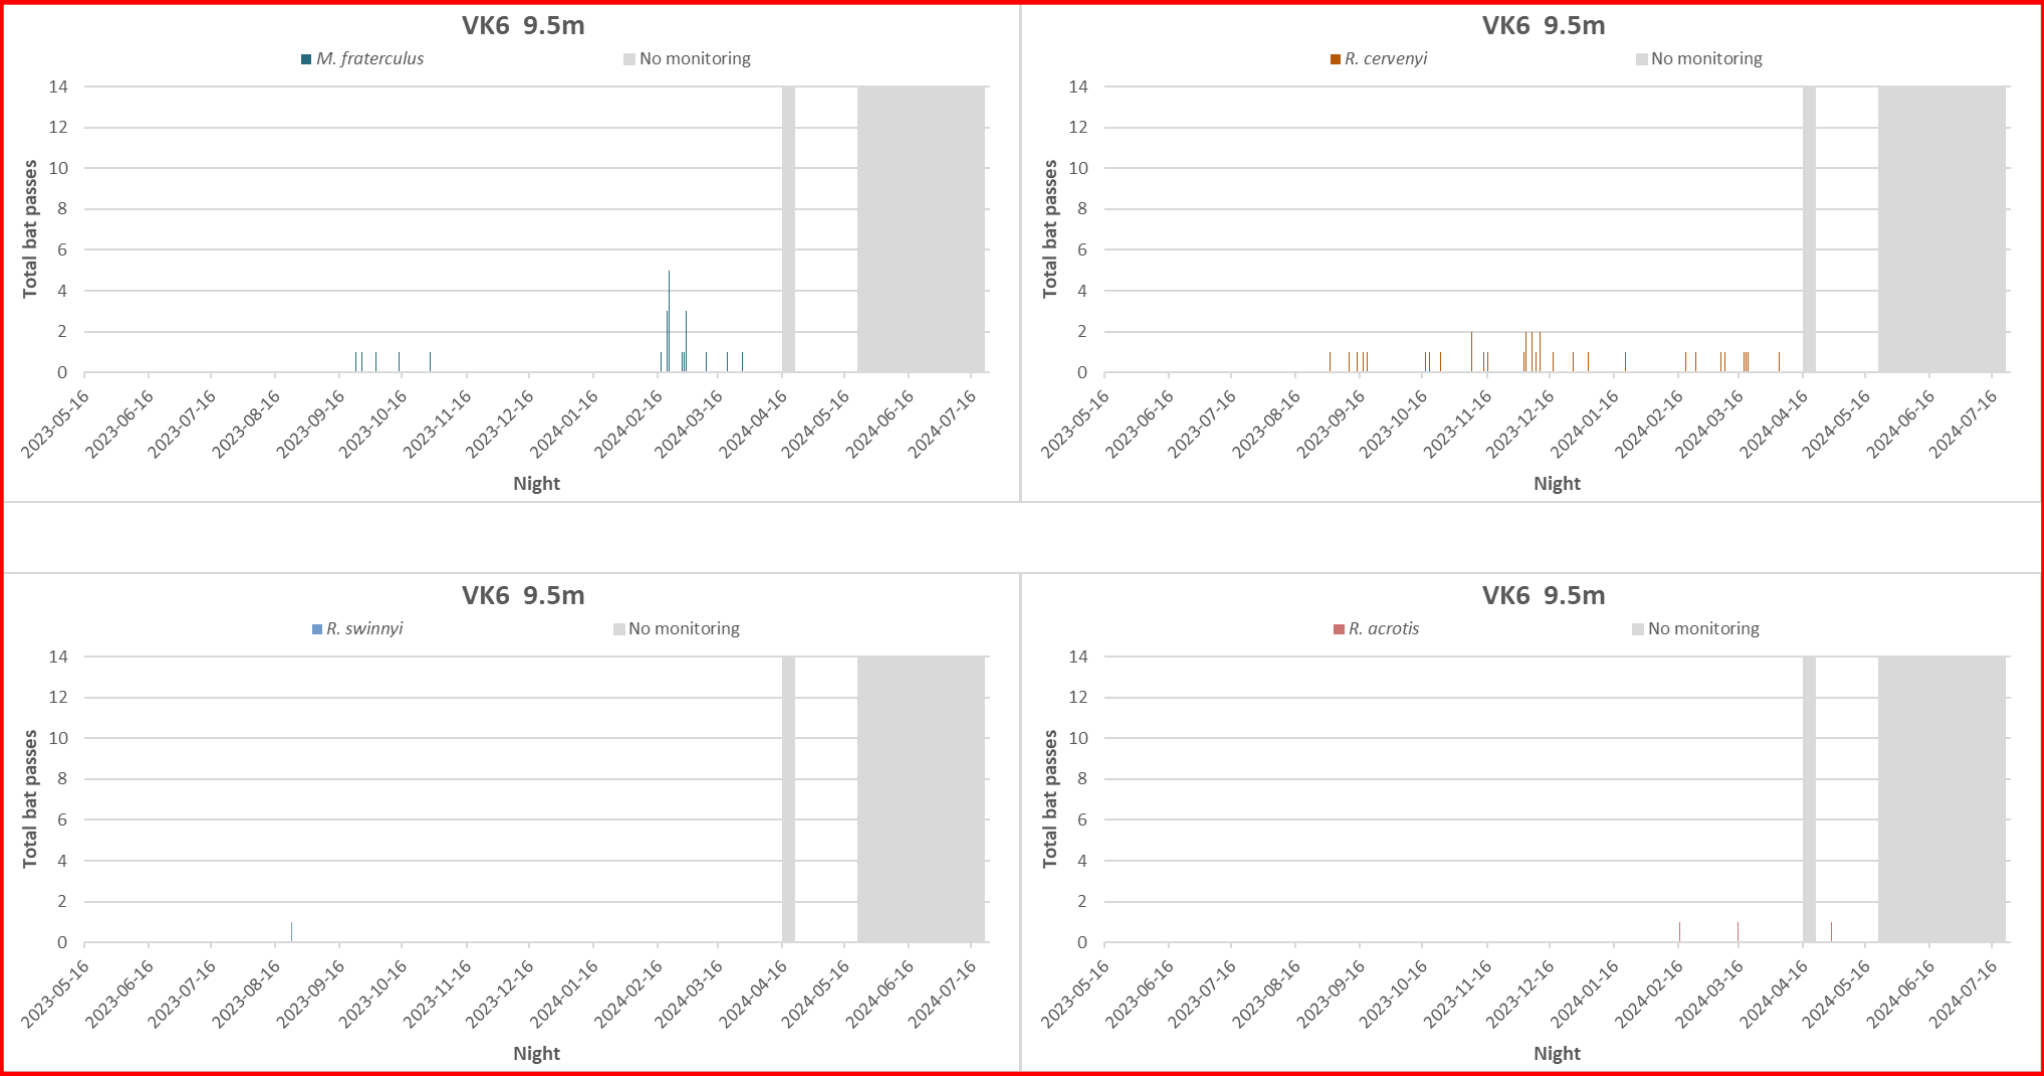 VK6 9.5m
M. fraterculus No monitoring
Total bat passes
14
12
10
8
6
4
2
0
2023-05-16 2023-06-16 2023-07-16 2023-08-16 2023-09-16 2023-10-16 2023-11-16 2023-12-16 2024-01-16 2024-02-16 2024-03-16 2024-04-16 2024-05-16 2024-06-16 2024-07-16
Night
VK6 9.5m
R. cervenyi No monitoring
Total bat passes
14
12
10
8
6
4
2
0
2023-05-16 2023-06-16 2023-07-16 2023-08-16 2023-09-16 2023-10-16 2023-11-16 2023-12-16 2024-01-16 2024-02-16 2024-03-16 2024-04-16 2024-05-16 2024-06-16 2024-07-16
Night
VK6 9.5m
R. swinnyi No monitoring
Total bat passes
14
12
10
8
6
4
2
0
2023-05-16 2023-06-16 2023-07-16 2023-08-16 2023-09-16 2023-10-16 2023-11-16 2023-12-16 2024-01-16 2024-02-16 2024-03-16 2024-04-16 2024-05-16 2024-06-16 2024-07-16
Night
VK6 9.5m
R. acrotis No monitoring
Total bat passes
14
12
10
8
6
4
2
0
2023-05-16 2023-06-16 2023-07-16 2023-08-16 2023-09-16 2023-10-16 2023-11-16 2023-12-16 2024-01-16 2024-02-16 2024-03-16 2024-04-16 2024-05-16 2024-06-16 2024-07-16
Night